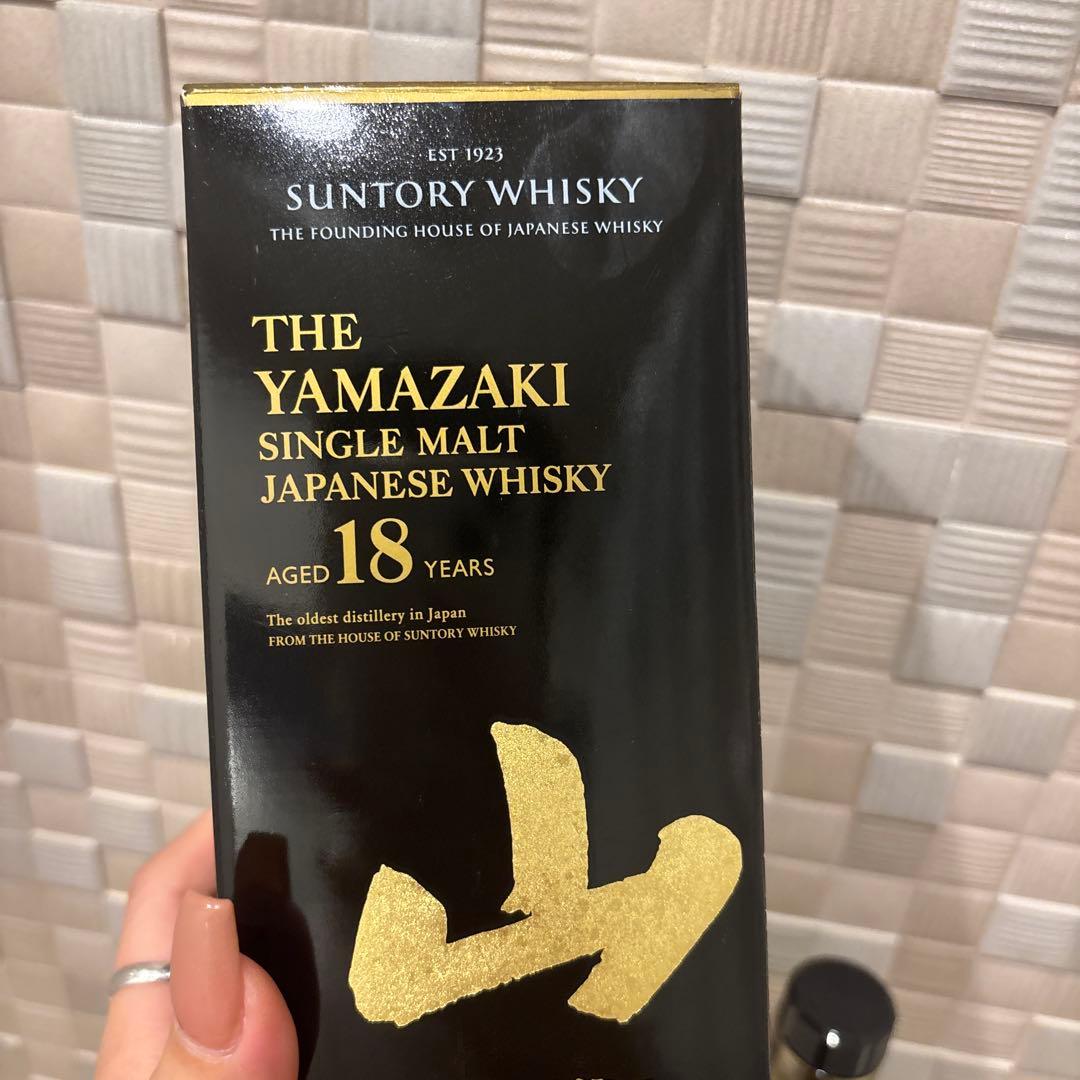 EST 1923
SUNTORY WHISKY
THE FOUNDING HOUSE OF JAPANESE WHISKY
THE
YAMAZAKI
SINGLE MALT
JAPANESE WHISKY
AGED 18 YEARS
The oldest distillery in Japan
FROM THE HOUSE OF SUNTORY WHISKY
山